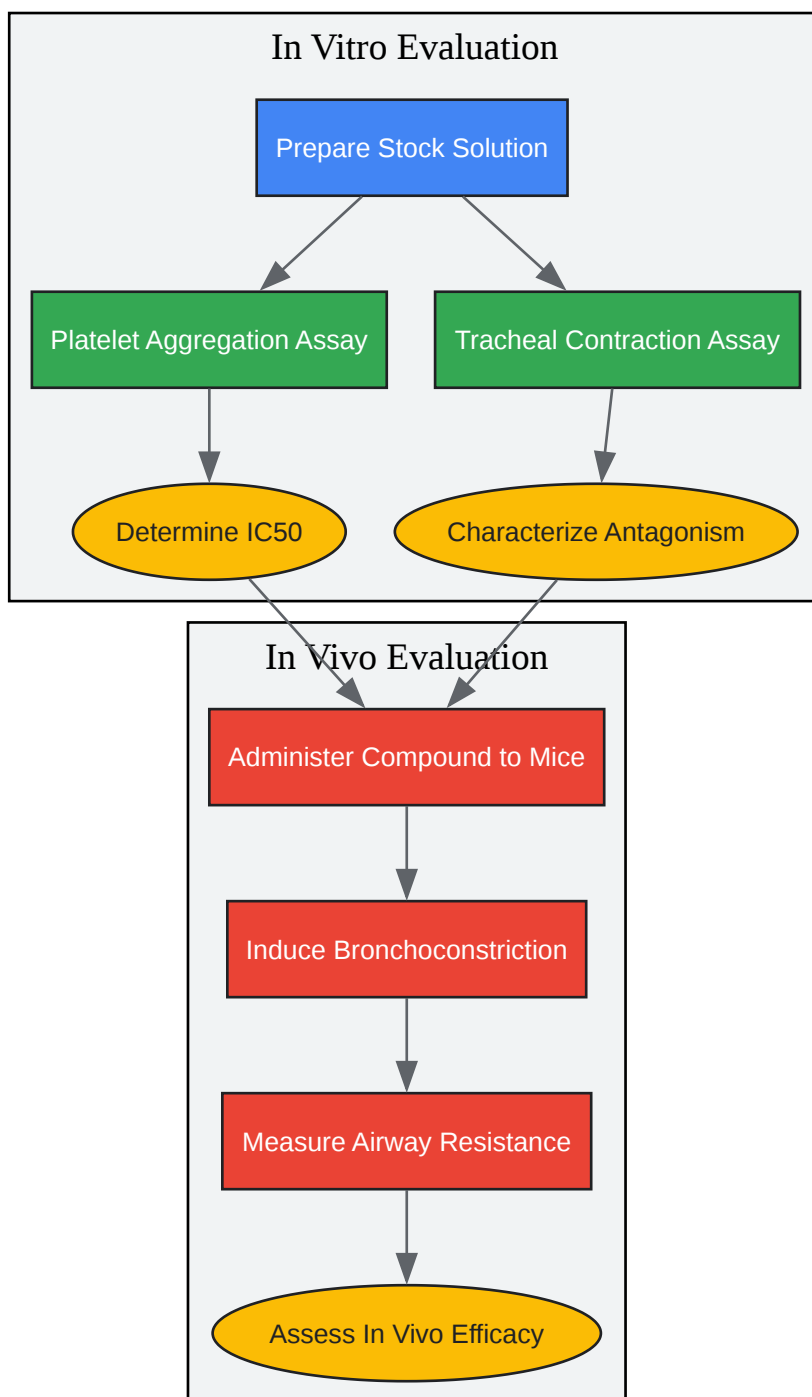 In Vitro Evaluation
Prepare Stock Solution
Platelet Aggregation Assay
Tracheal Contraction Assay
Determine IC50
Characterize Antagonism
In Vivo Evaluation
Administer Compound to Mice
Induce Bronchoconstriction
Measure Airway Resistance
Assess In Vivo Efficacy